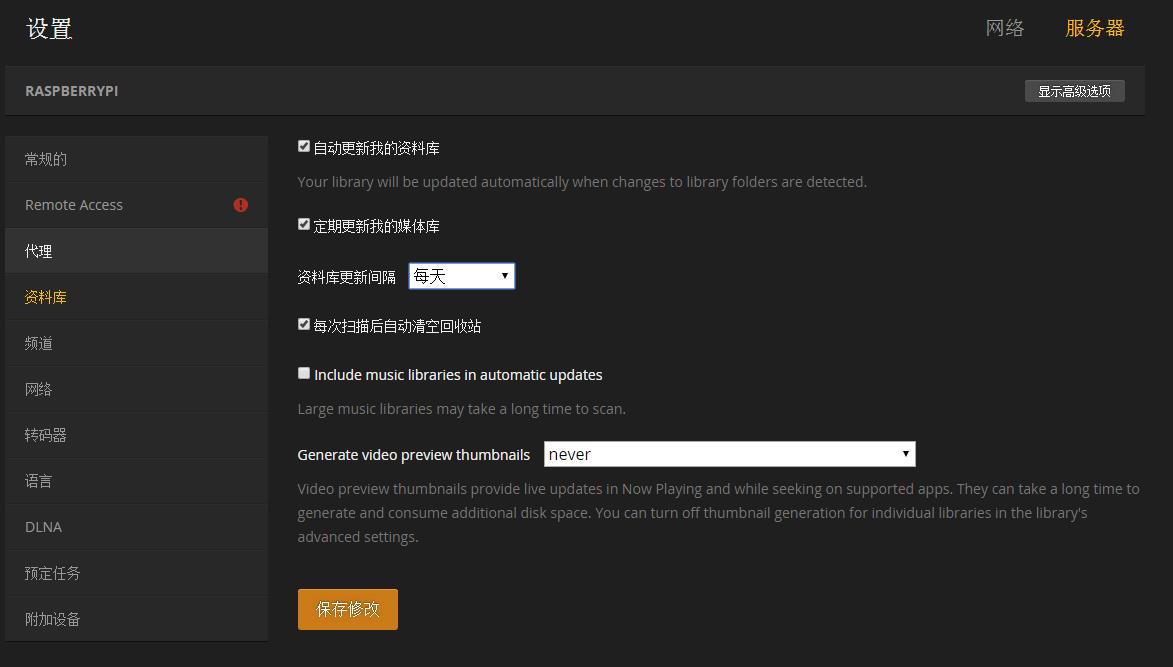 设置
网络
服务器
RASPBERRYPI
显示高级选项
常规的
Remote Access
代理
资料库
频道
网络
转码器
语言
DLNA
预定任务
附加设备
自动更新我的资料库
Your library will be updated automatically when changes to library folders are detected.
定期更新我的媒体库
资料库更新间隔 每天
每次扫描后自动清空回收站
Include music libraries in automatic updates
Large music libraries may take a long time to scan.
Generate video preview thumbnails never
Video preview thumbnails provide live updates in Now Playing and while seeking on supported apps. They can take a long time to
generate and consume additional disk space. You can turn off thumbnail generation for individual libraries in the library's
advanced settings.
保存修改